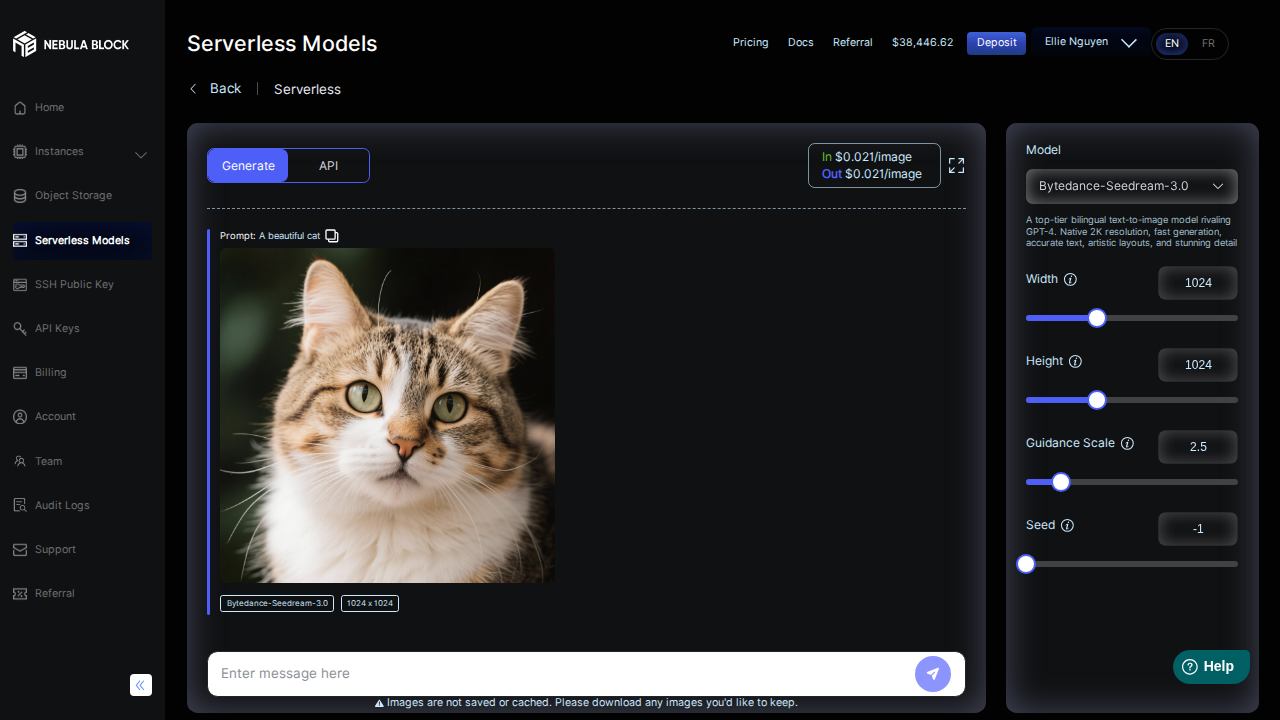 NEBULA BLOCK
Home
Instances
Object Storage
Serverless Models
SSH Public Key
API Keys
Billing
Account
Team
Audit Logs
Support
Referral
Serverless Models
Pricing
Docs
Referral
$38,446.62
Deposit
Ellie Nguyen
EN
FR
Back
Serverless
Generate
API
In $0.021/image
Out $0.021/image
Prompt: A beautiful cat
Bytedance-Seedream-3.0
1024 x 1024
Enter message here
Images are not saved or cached. Please download any images you'd like to keep.
Model
Bytedance-Seedream-3.0
A top-tier bilingual text-to-image model rivaling
GPT-4. Native 2K resolution, fast generation,
accurate text, artistic layouts, and stunning detail
Width
1024
Height
1024
Guidance Scale
2.5
Seed
-1
Help